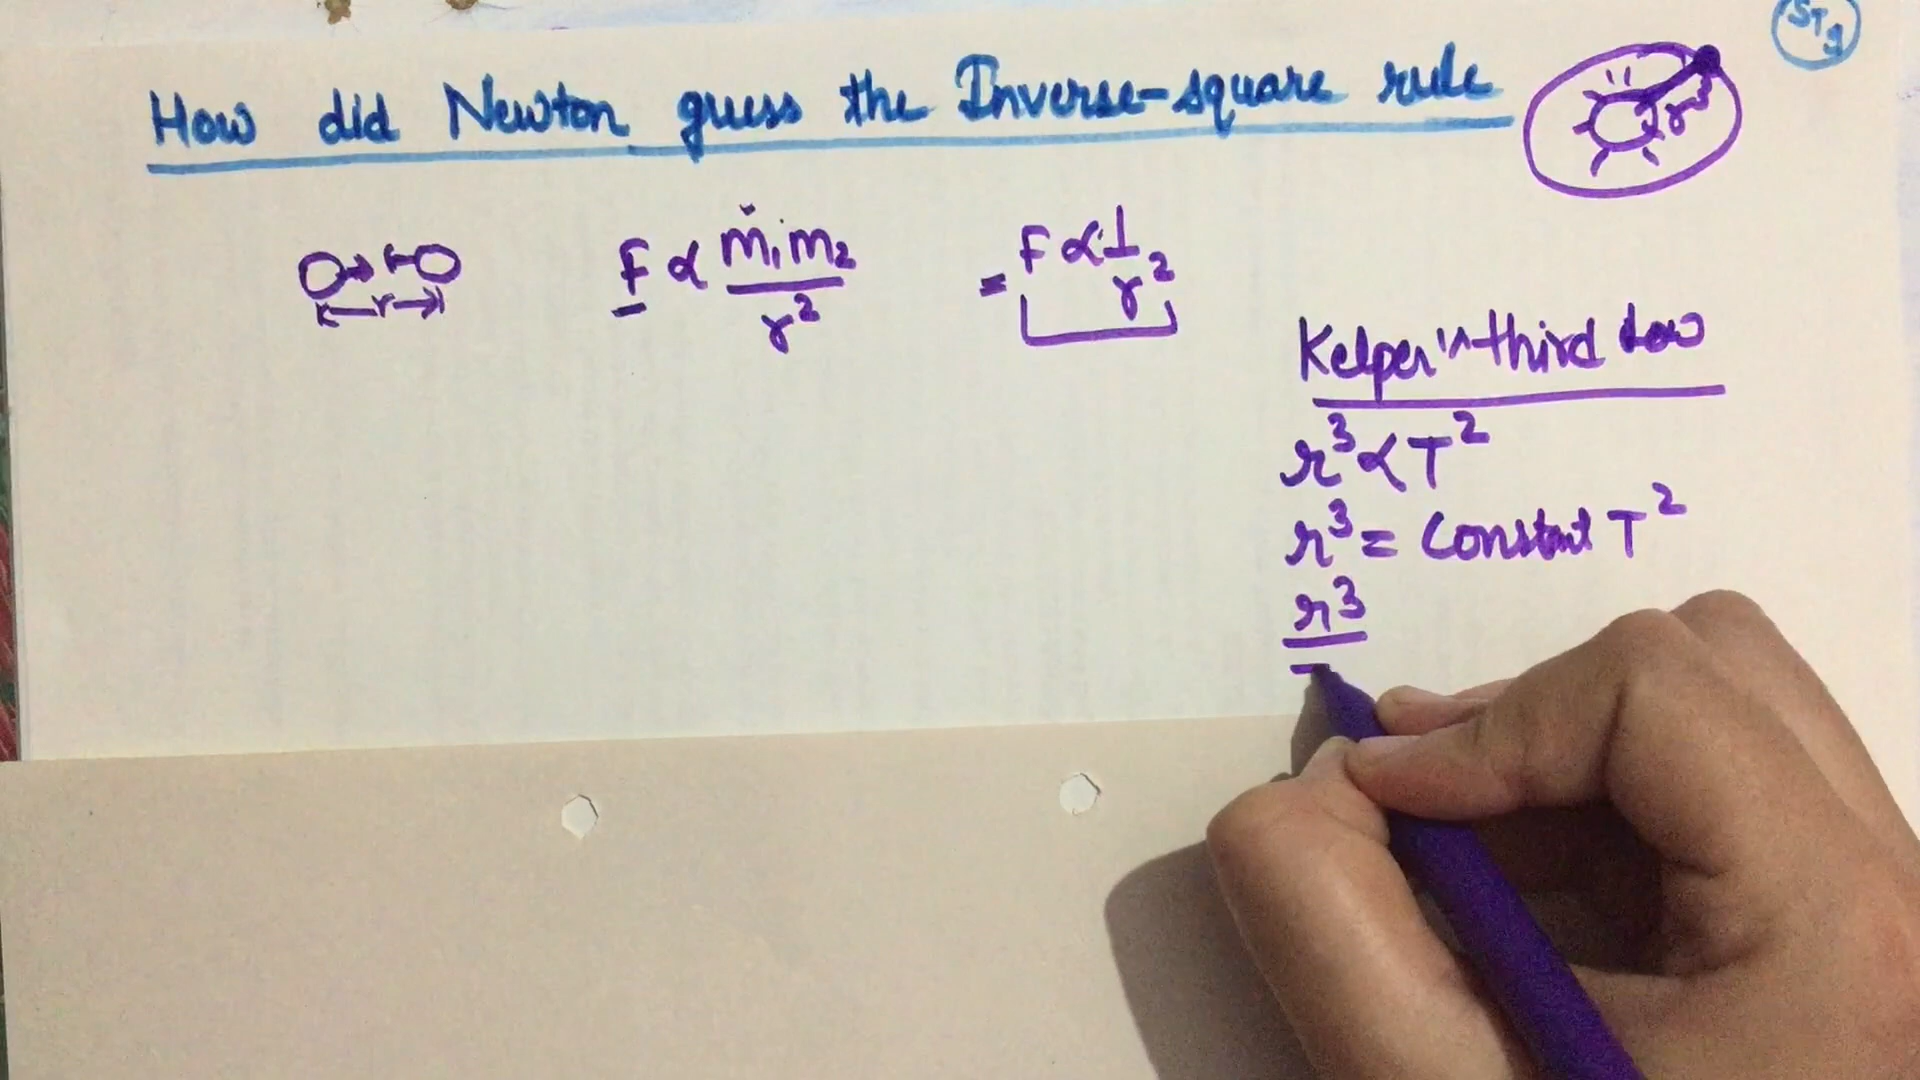 How did Newton guess the Inverse-square rule
STg
r
r
F ∝ m₁m₂/r²
= F ∝ 1/r²
Kelper's third Law
r³ ∝ T²
r³ = Constant T²
r³